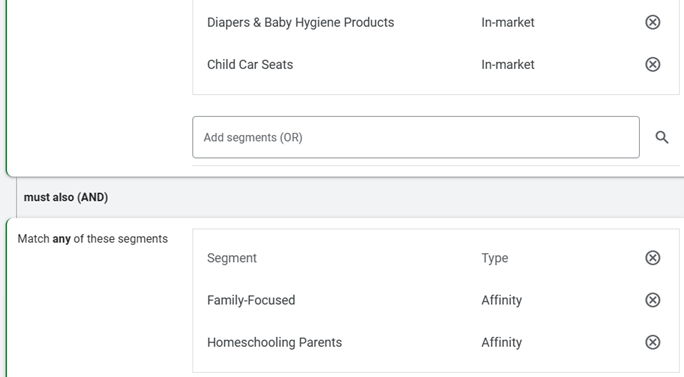 Diapers & Baby Hygiene Products In-market
Child Car Seats In-market
Add segments (OR)
must also (AND)
Match any of these segments
Segment Type
Family-Focused Affinity
Homeschooling Parents Affinity